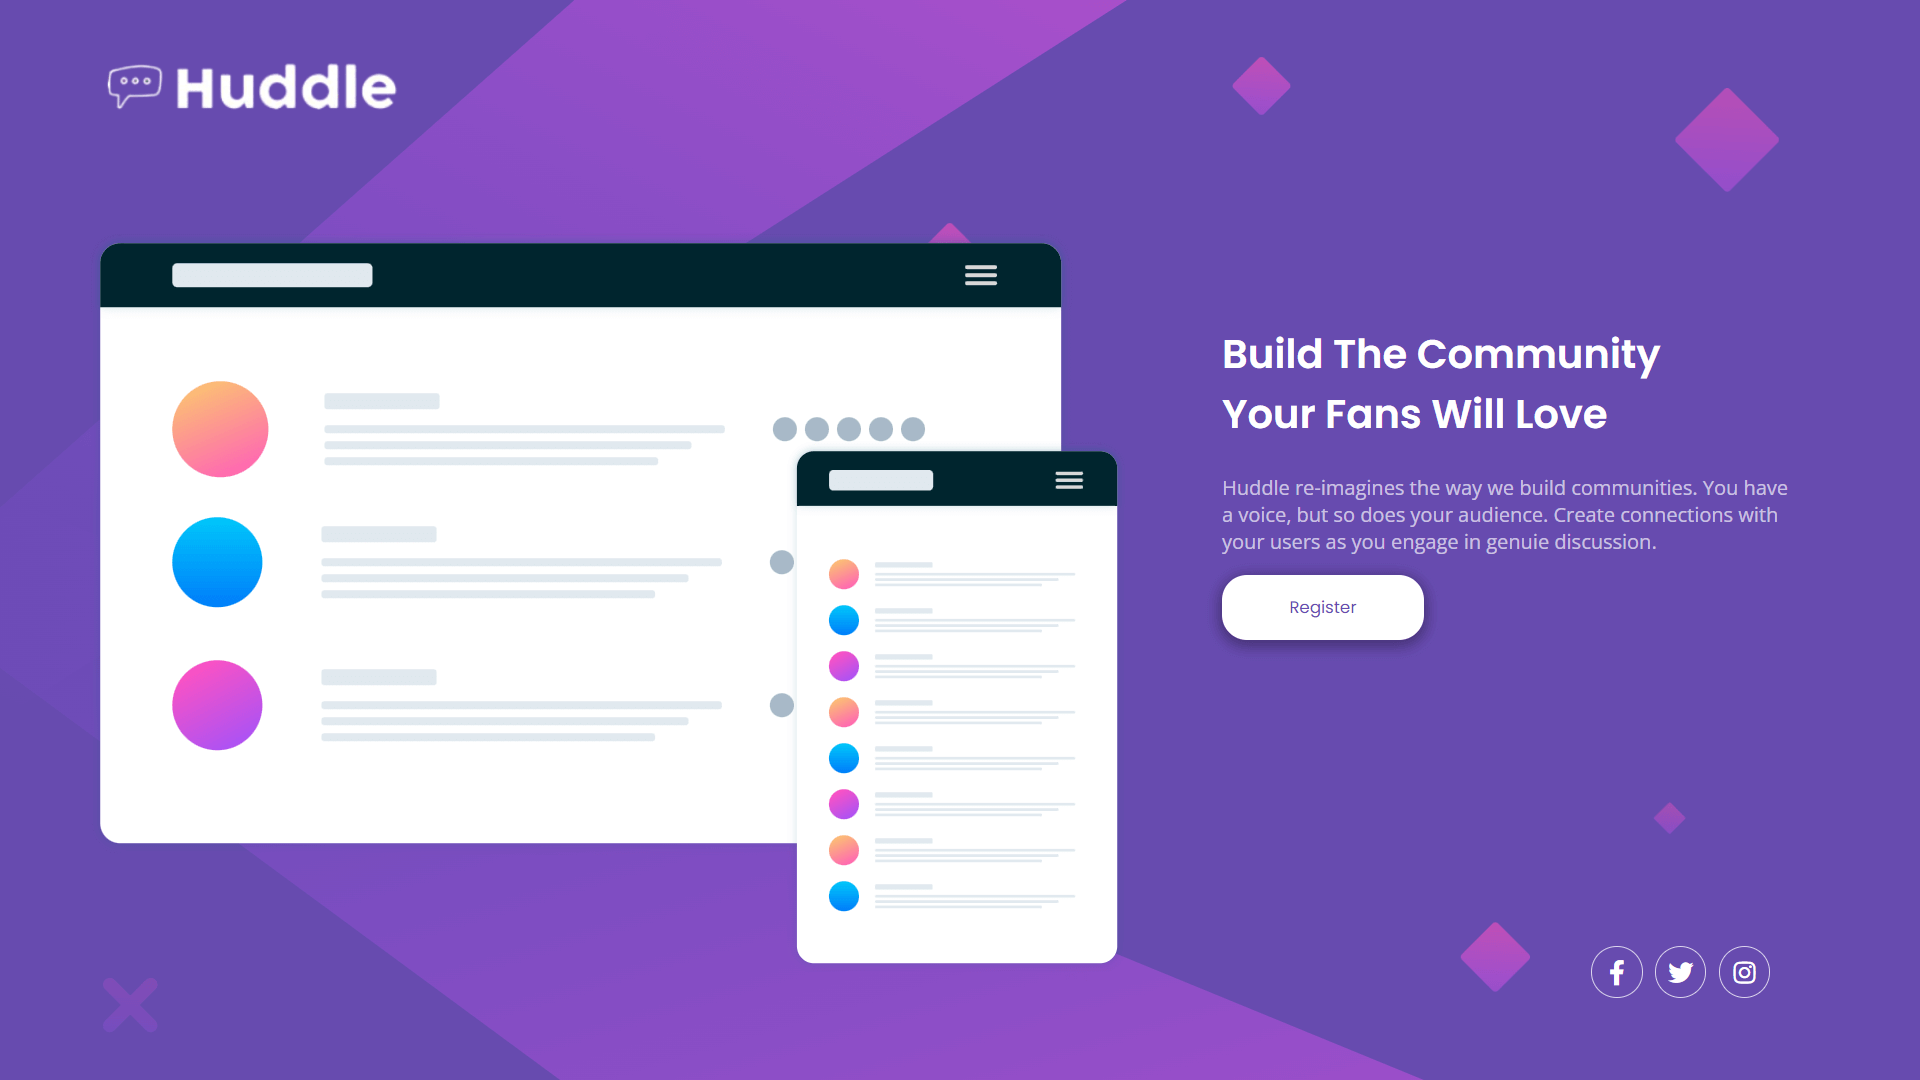 Huddle
Build The Community
Your Fans Will Love
Huddle re-imagines the way we build communities. You have
a voice, but so does your audience. Create connections with
your users as you engage in genuie discussion.
Register